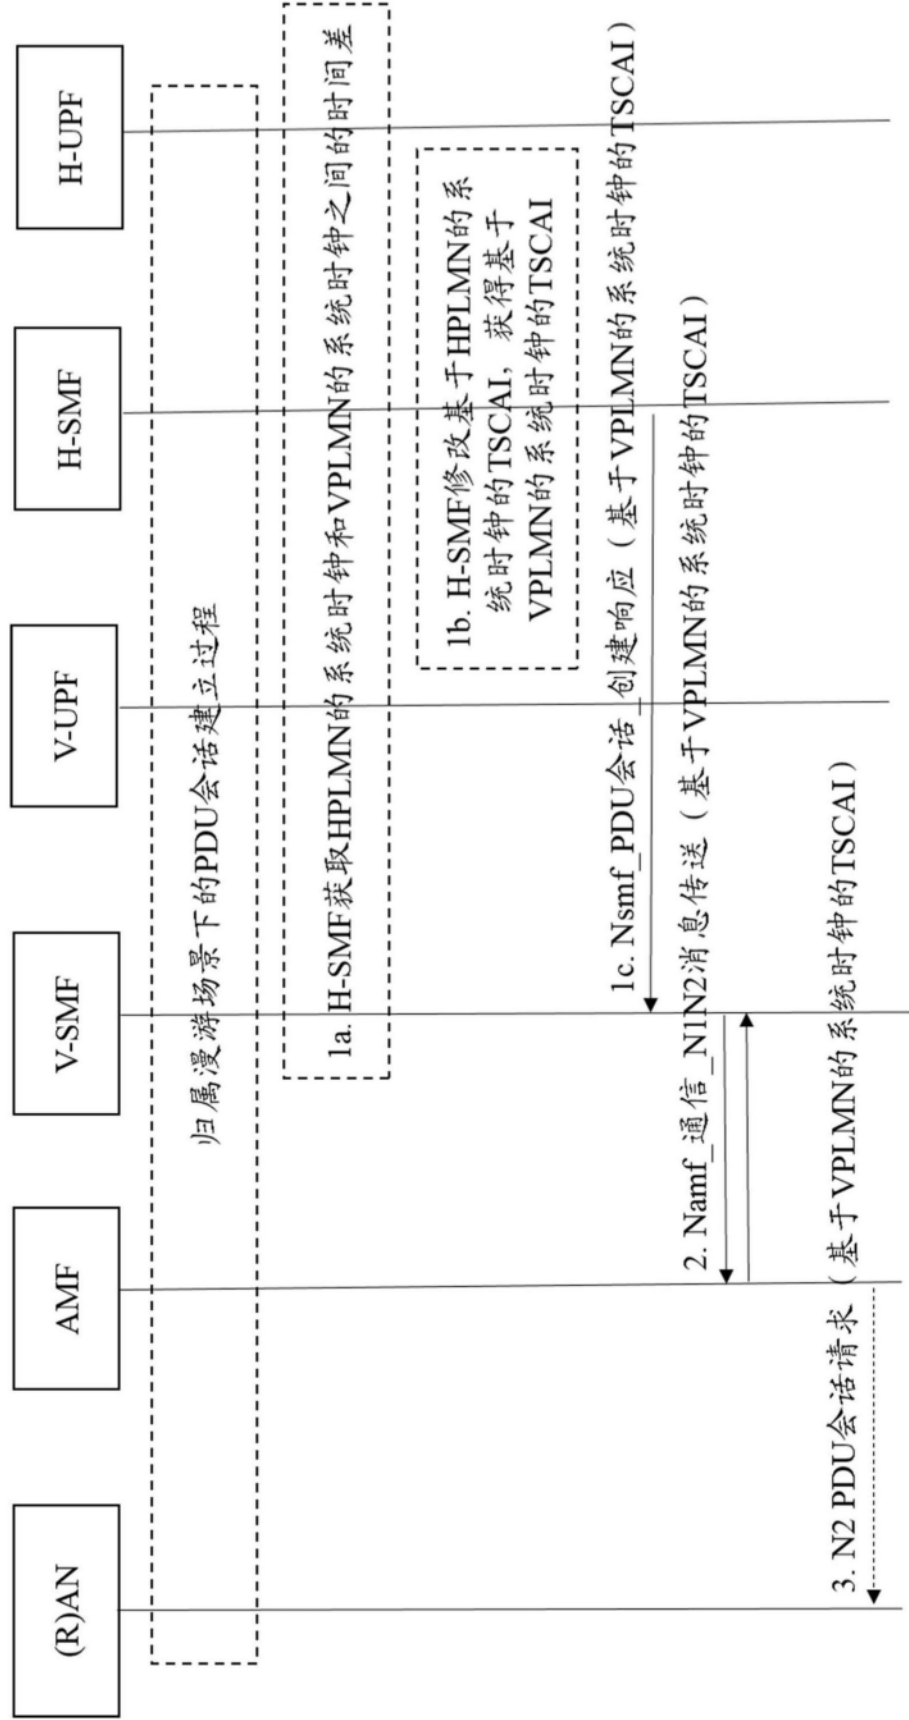 (R)AN
AMF
V-SMF
V-UPF
H-SMF
H-UPF
归属漫游场景下的PDU会话建立过程
1a. H-SMF获取HPLMN的系统时钟和VPLMN的系统时钟之间的时间差
1b. H-SMF修改基于HPLMN的系
统时钟的TSCAI，获得基于
VPLMN的系统时钟的TSCAI
1c. Nsmf_PDU会话_创建响应（基于VPLMN的系统时钟的TSCAI）
2. Namf_通信_N1N2消息传送（基于VPLMN的系统时钟的TSCAI）
3. N2 PDU会话请求（基于VPLMN的系统时钟的TSCAI）